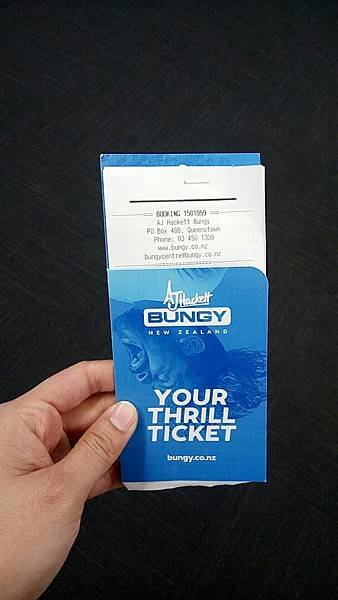 BOOKING 1581959
AJ Hackett Bungy
PO Box 488, Queenstown
Phone: 03 450 1300
www.bungy.co.nz
bungycentre@bungy.co.nz
AJ Hackett
BUNGY
NEW ZEALAND
YOUR
THRILL
TICKET
bungy.co.nz